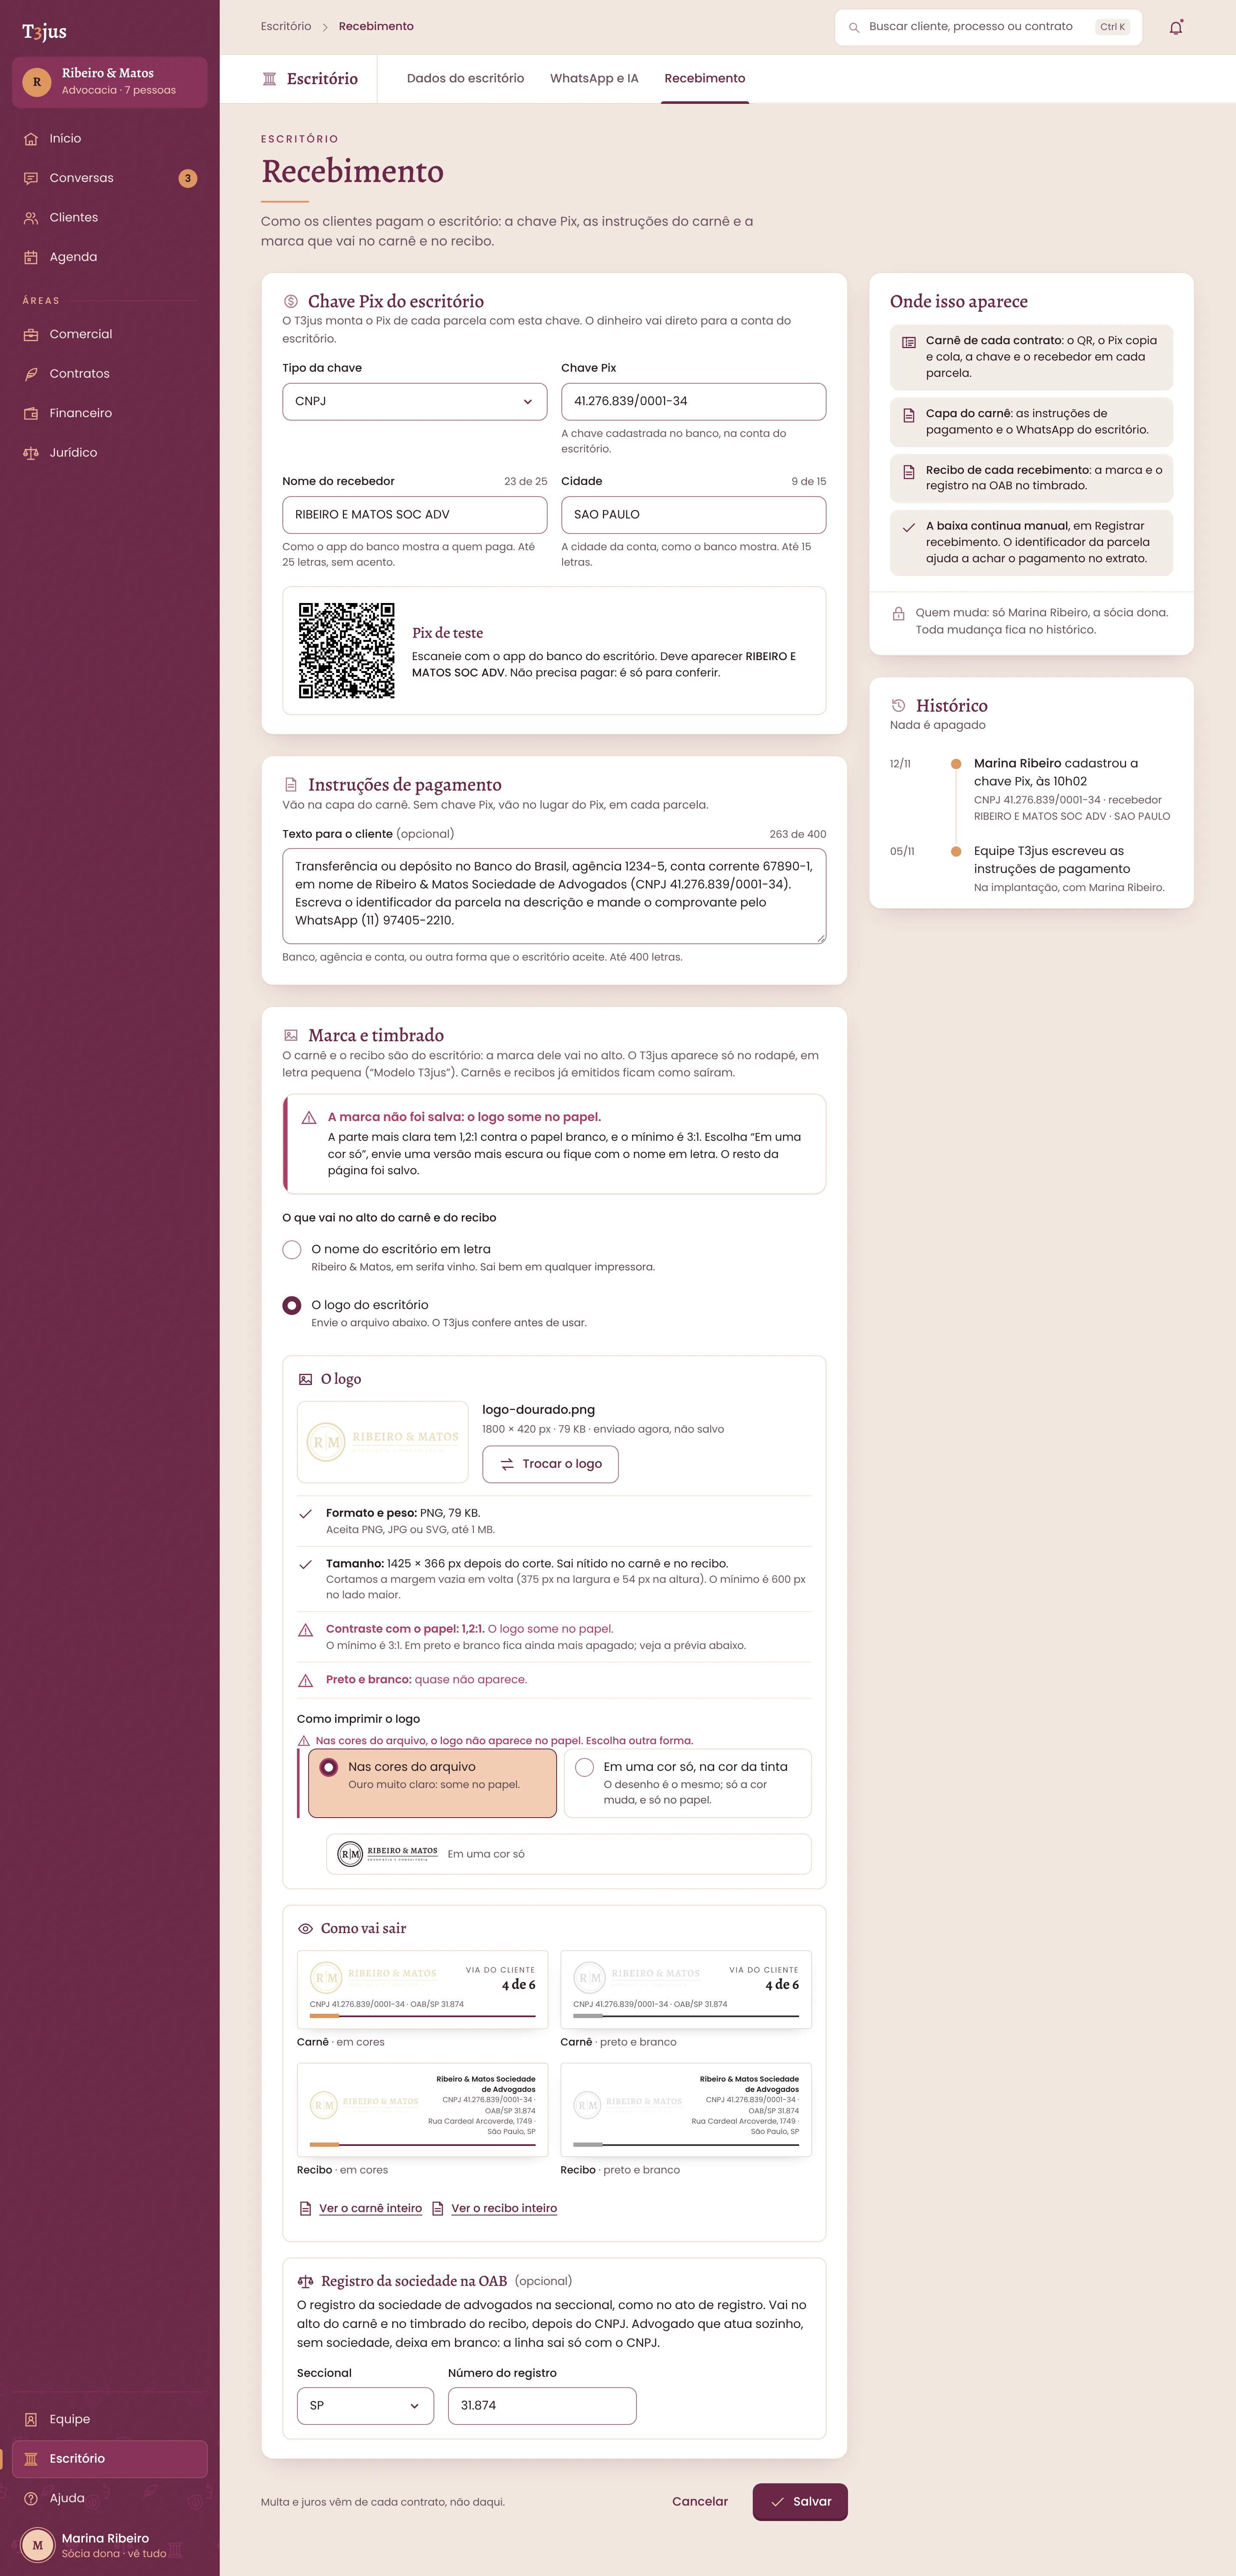 T3jus
R
Ribeiro & Matos
Advocacia · 7 pessoas
Início
Conversas
3
Clientes
Agenda
ÁREAS
Comercial
Contratos
Financeiro
Jurídico
Equipe
Escritório
Ajuda
M
Marina Ribeiro
Sócia dona · vê tudo
Escritório
Recebimento
Buscar cliente, processo ou contrato
Ctrl K
Escritório
Dados do escritório
WhatsApp e IA
Recebimento
ESCRITÓRIO
Recebimento
Como os clientes pagam o escritório: a chave Pix, as instruções do carnê e a
marca que vai no carnê e no recibo.
Chave Pix do escritório
O T3jus monta o Pix de cada parcela com esta chave. O dinheiro vai direto para a conta do
escritório.
Tipo da chave
CNPJ
Chave Pix
41.276.839/0001-34
A chave cadastrada no banco, na conta do
escritório.
Nome do recebedor
23 de 25
RIBEIRO E MATOS SOC ADV
Como o app do banco mostra a quem paga. Até
25 letras, sem acento.
Cidade
9 de 15
SAO PAULO
A cidade da conta, como o banco mostra. Até 15
letras.
Pix de teste
Escaneie com o app do banco do escritório. Deve aparecer RIBEIRO E
MATOS SOC ADV. Não precisa pagar: é só para conferir.
Instruções de pagamento
Vão na capa do carnê. Sem chave Pix, vão no lugar do Pix, em cada parcela.
Texto para o cliente (opcional)
263 de 400
Transferência ou depósito no Banco do Brasil, agência 1234-5, conta corrente 67890-1,
em nome de Ribeiro & Matos Sociedade de Advogados (CNPJ 41.276.839/0001-34).
Escreva o identificador da parcela na descrição e mande o comprovante pelo
WhatsApp (11) 97405-2210.
Banco, agência e conta, ou outra forma que o escritório aceite. Até 400 letras.
Marca e timbrado
O carnê e o recibo são do escritório: a marca dele vai no alto. O T3jus aparece só no rodapé, em
letra pequena (“Modelo T3jus”). Carnês e recibos já emitidos ficam como saíram.
A marca não foi salva: o logo some no papel.
A parte mais clara tem 1,2:1 contra o papel branco, e o mínimo é 3:1. Escolha “Em uma
cor só”, envie uma versão mais escura ou fique com o nome em letra. O resto da
página foi salvo.
O que vai no alto do carnê e do recibo
O nome do escritório em letra
Ribeiro & Matos, em serifa vinho. Sai bem em qualquer impressora.
O logo do escritório
Envie o arquivo abaixo. O T3jus confere antes de usar.
O logo
R M RIBEIRO & MATOS
logo-dourado.png
1800 × 420 px · 79 KB · enviado agora, não salvo
Trocar o logo
Formato e peso: PNG, 79 KB.
Aceita PNG, JPG ou SVG, até 1 MB.
Tamanho: 1425 × 366 px depois do corte. Sai nítido no carnê e no recibo.
Cortamos a margem vazia em volta (375 px na largura e 54 px na altura). O mínimo é 600 px
no lado maior.
Contraste com o papel: 1,2:1. O logo some no papel.
O mínimo é 3:1. Em preto e branco fica ainda mais apagado; veja a prévia abaixo.
Preto e branco: quase não aparece.
Como imprimir o logo
Nas cores do arquivo, o logo não aparece no papel. Escolha outra forma.
Nas cores do arquivo
Ouro muito claro: some no papel.
Em uma cor só, na cor da tinta
O desenho é o mesmo; só a cor
muda, e só no papel.
R M RIBEIRO & MATOS
Em uma cor só
Como vai sair
R M RIBEIRO & MATOS
VIA DO CLIENTE
4 de 6
CNPJ 41.276.839/0001-34 · OAB/SP 31.874
Carnê · em cores
R M RIBEIRO & MATOS
VIA DO CLIENTE
4 de 6
CNPJ 41.276.839/0001-34 · OAB/SP 31.874
Carnê · preto e branco
R M RIBEIRO & MATOS
Ribeiro & Matos Sociedade
de Advogados
CNPJ 41.276.839/0001-34 ·
OAB/SP 31.874
Rua Cardeal Arcoverde, 1749 ·
São Paulo, SP
Recibo · em cores
R M RIBEIRO & MATOS
Ribeiro & Matos Sociedade
de Advogados
CNPJ 41.276.839/0001-34 ·
OAB/SP 31.874
Rua Cardeal Arcoverde, 1749 ·
São Paulo, SP
Recibo · preto e branco
Ver o carnê inteiro
Ver o recibo inteiro
Registro da sociedade na OAB (opcional)
O registro da sociedade de advogados na seccional, como no ato de registro. Vai no
alto do carnê e no timbrado do recibo, depois do CNPJ. Advogado que atua sozinho,
sem sociedade, deixa em branco: a linha sai só com o CNPJ.
Seccional
SP
Número do registro
31.874
Multa e juros vêm de cada contrato, não daqui.
Cancelar
Salvar
Onde isso aparece
Carnê de cada contrato: o QR, o Pix copia
e cola, a chave e o recebedor em cada
parcela.
Capa do carnê: as instruções de
pagamento e o WhatsApp do escritório.
Recibo de cada recebimento: a marca e o
registro na OAB no timbrado.
A baixa continua manual, em Registrar
recebimento. O identificador da parcela
ajuda a achar o pagamento no extrato.
Quem muda: só Marina Ribeiro, a sócia dona.
Toda mudança fica no histórico.
Histórico
Nada é apagado
12/11
Marina Ribeiro cadastrou a
chave Pix, às 10h02
CNPJ 41.276.839/0001-34 · recebedor
RIBEIRO E MATOS SOC ADV · SAO PAULO
05/11
Equipe T3jus escreveu as
instruções de pagamento
Na implantação, com Marina Ribeiro.